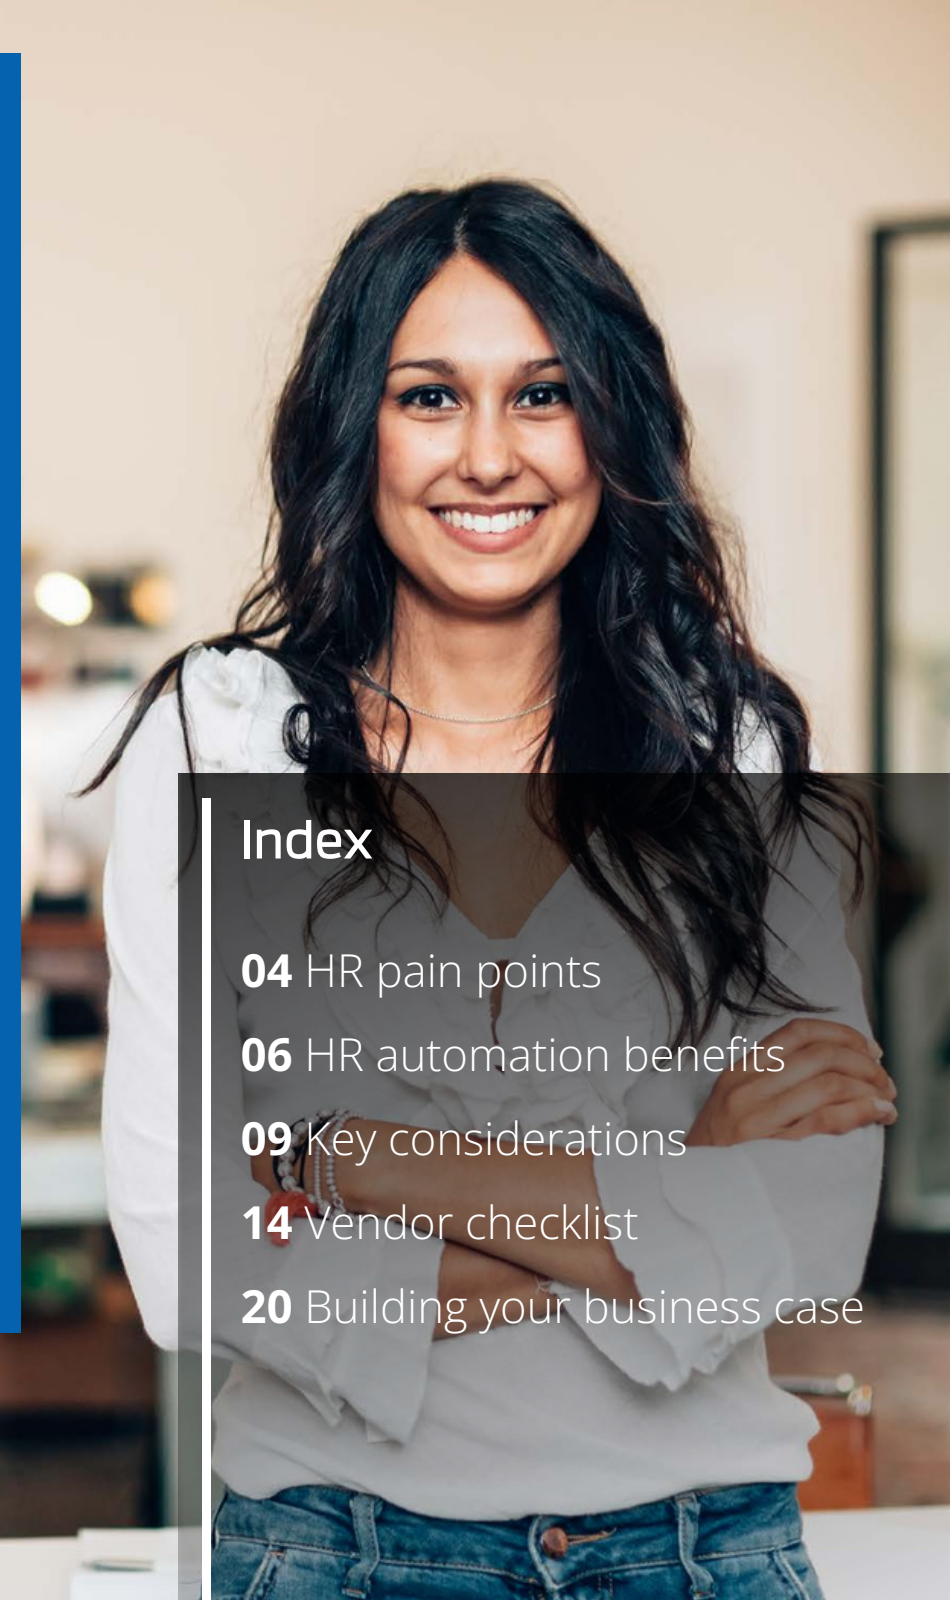 Index
04 HR pain points
06 HR automation benefits
09 Key considerations
14 Vendor checklist
20 Building your business case